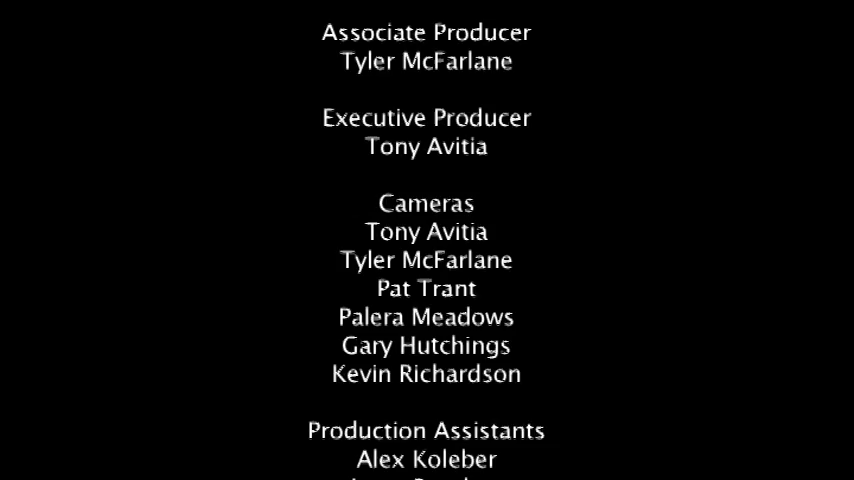 Associate Producer
Tyler McFarlane
Executive Producer
Tony Avitia
Cameras
Tony Avitia
Tyler McFarlane
Pat Trant
Palera Meadows
Gary Hutchings
Kevin Richardson
Production Assistants
Alex Koleber